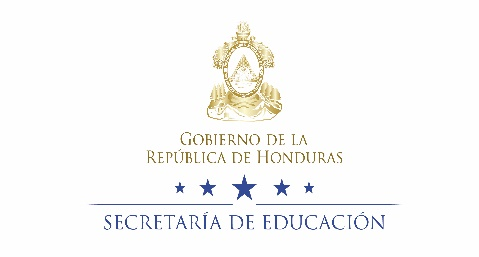 GOBIERNO DE LA
REPÚBLICA DE HONDURAS
SECRETARÍA DE EDUCACIÓN